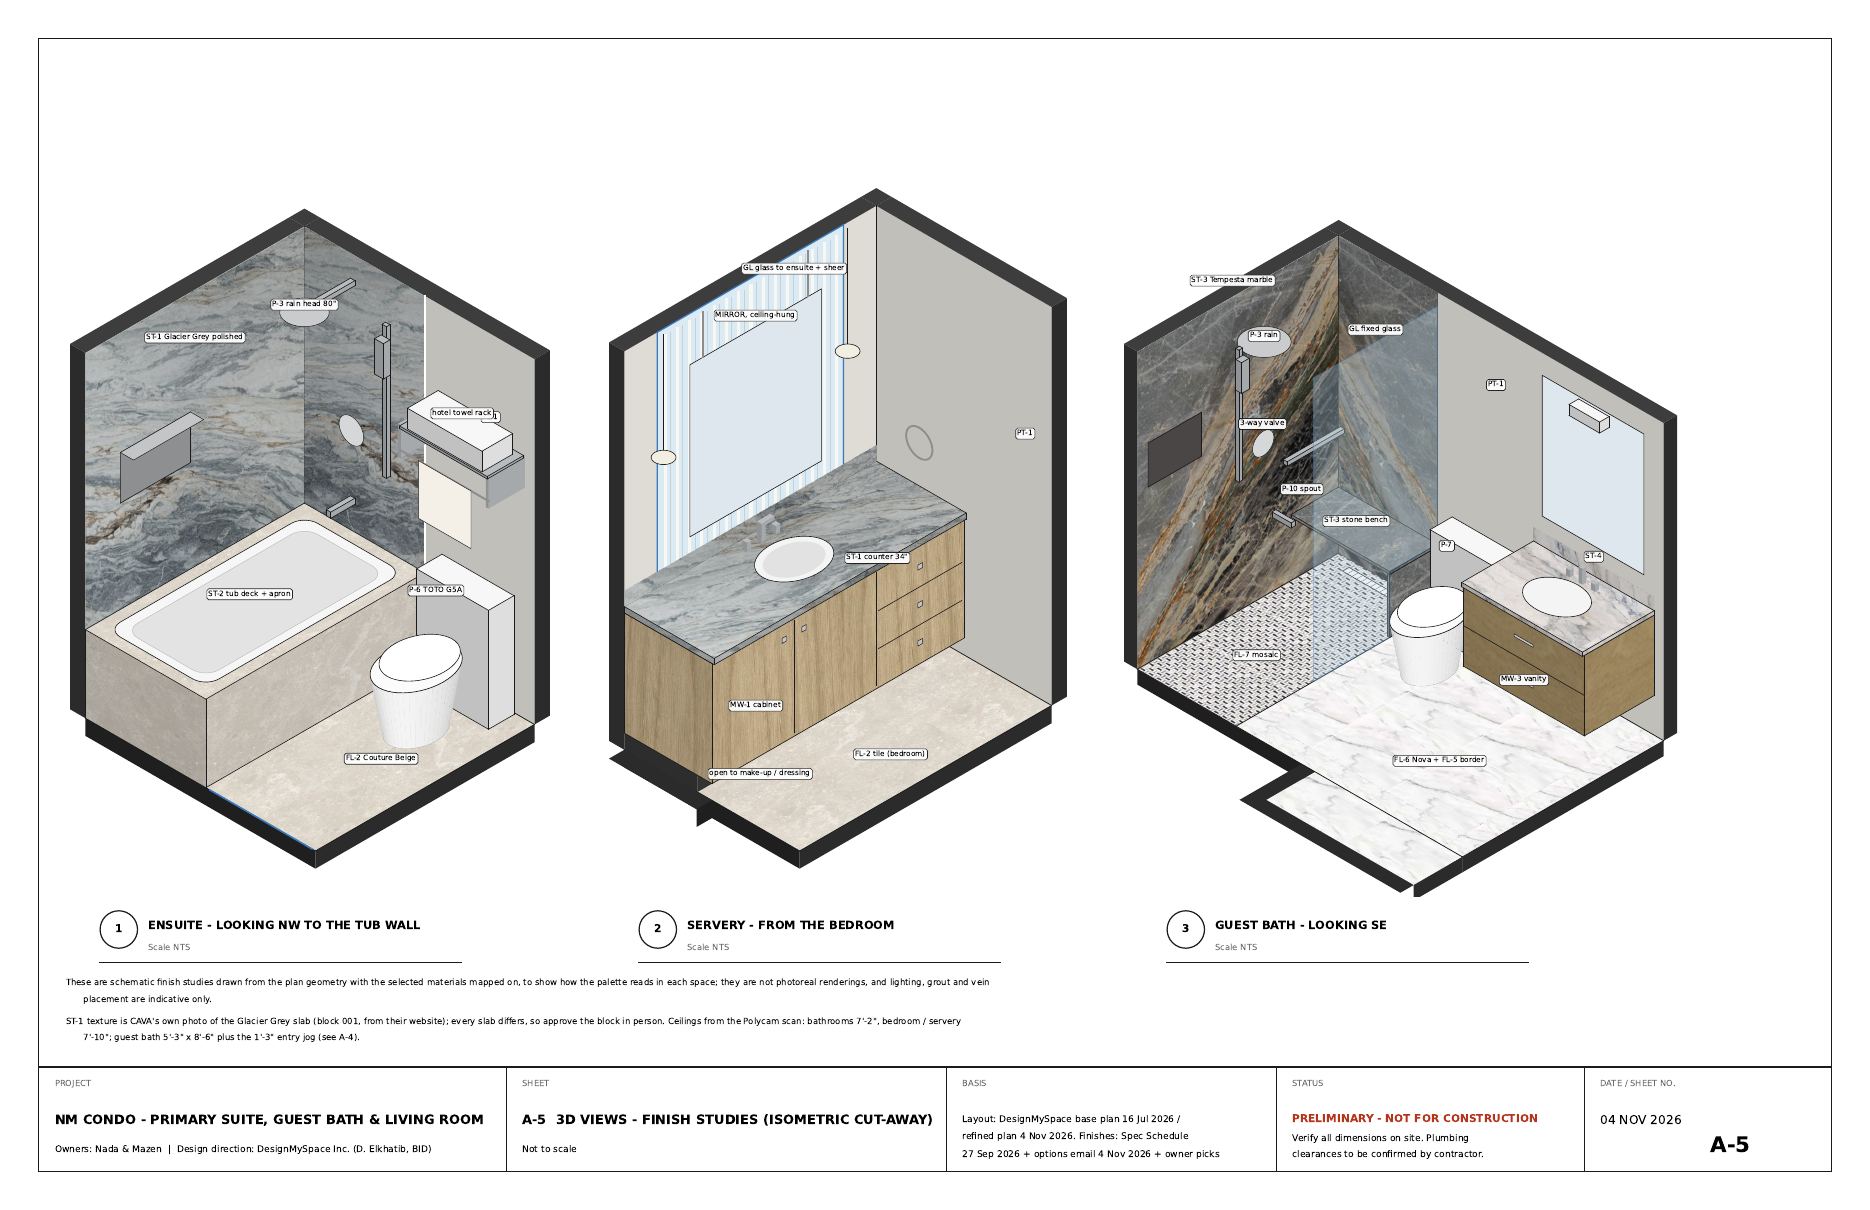 P-3 rain head 80"
ST-1 Glacier Grey polished
hotel towel rack
1
ST-2 tub deck + apron
P-6 TOTO G5A
FL-2 Couture Beige
GL glass to ensuite + sheer
MIRROR, ceiling-hung
PT-1
ST-1 counter 34"
MW-1 cabinet
FL-2 tile (bedroom)
open to make-up / dressing
ST-3 Tempesta marble
P-3 rain
GL fixed glass
PT-1
3-way valve
P-10 spout
ST-3 stone bench
P-7
ST-4
FL-7 mosaic
MW-3 vanity
FL-6 Nova + FL-5 border
1 ENSUITE - LOOKING NW TO THE TUB WALL
Scale NTS
2 SERVERY - FROM THE BEDROOM
Scale NTS
3 GUEST BATH - LOOKING SE
Scale NTS
These are schematic finish studies drawn from the plan geometry with the selected materials mapped on, to show how the palette reads in each space; they are not photoreal renderings, and lighting, grout and vein
placement are indicative only.
ST-1 texture is CAVA's own photo of the Glacier Grey slab (block 001, from their website); every slab differs, so approve the block in person. Ceilings from the Polycam scan: bathrooms 7'-2", bedroom / servery
7'-10"; guest bath 5'-3" x 8'-6" plus the 1'-3" entry jog (see A-4).
PROJECT
NM CONDO - PRIMARY SUITE, GUEST BATH & LIVING ROOM
Owners: Nada & Mazen | Design direction: DesignMySpace Inc. (D. Elkhatib, BID)
SHEET
A-5 3D VIEWS - FINISH STUDIES (ISOMETRIC CUT-AWAY)
Not to scale
BASIS
Layout: DesignMySpace base plan 16 Jul 2026 /
refined plan 4 Nov 2026. Finishes: Spec Schedule
27 Sep 2026 + options email 4 Nov 2026 + owner picks
STATUS
PRELIMINARY - NOT FOR CONSTRUCTION
Verify all dimensions on site. Plumbing
clearances to be confirmed by contractor.
DATE / SHEET NO.
04 NOV 2026
A-5